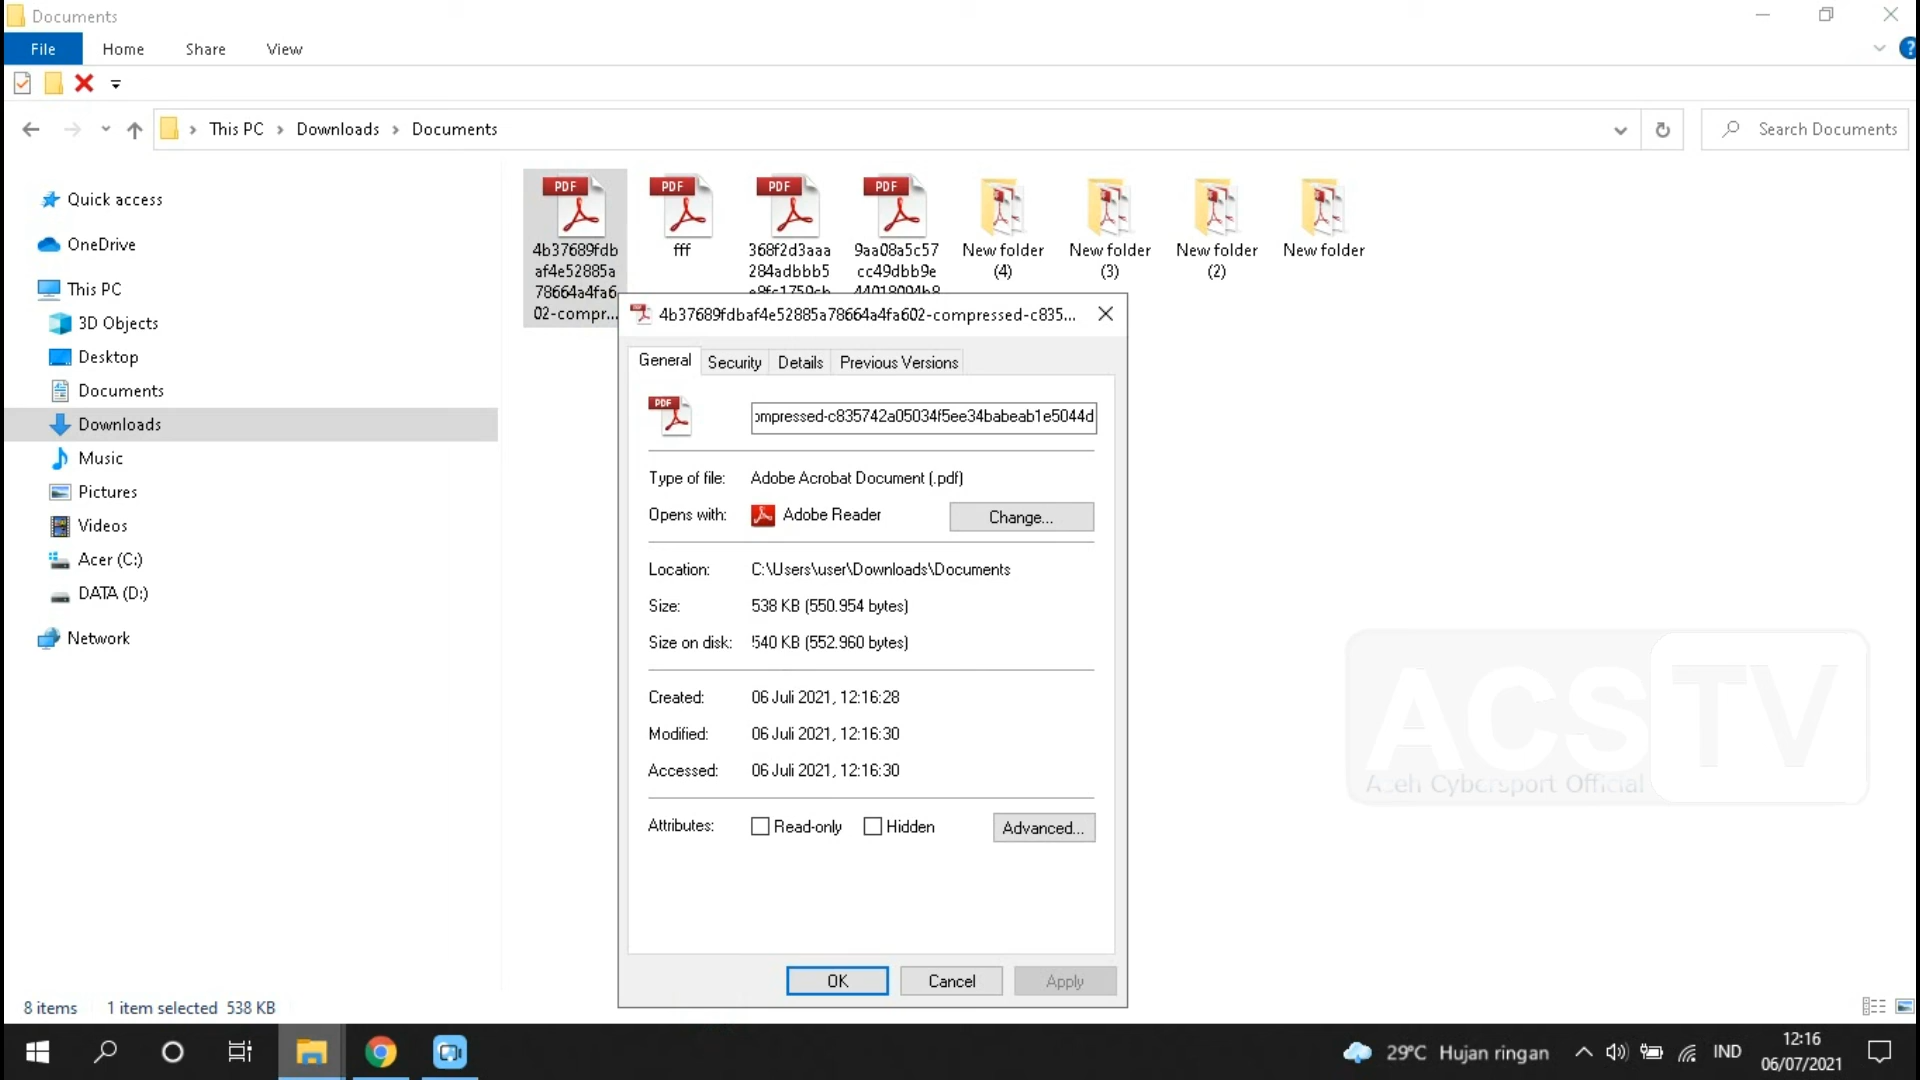 Documents
File Home Share View
This PC > Downloads > Documents
Search Documents
Quick access
OneDrive
This PC
3D Objects
Desktop
Documents
Downloads
Music
Pictures
Videos
Acer (C:)
DATA (D:)
Network
4b37689fdb
af4e52885a
78664a4fa6
02-compr...
fff
368f2d3aaa
284adbbb5
9aa08a5c57
cc49dbb9e
New folder
(4)
New folder
(3)
New folder
(2)
New folder
4b37689fdbaf4e52885a78664a4fa602-compressed-c835...
General Security Details Previous Versions
ompressed-c835742a05034f5ee34babeab1e5044d
Type of file: Adobe Acrobat Document (.pdf)
Opens with: Adobe Reader Change...
Location: C:\Users\user\Downloads\Documents
Size: 538 KB (550.954 bytes)
Size on disk: 540 KB (552.960 bytes)
Created: 06 Juli 2021, 12:16:28
Modified: 06 Juli 2021, 12:16:30
Accessed: 06 Juli 2021, 12:16:30
Attributes: Read-only Hidden Advanced...
OK Cancel Apply
ACS TV
Aceh Cybersport Official
8 items 1 item selected 538 KB
29°C Hujan ringan IND 12:16
06/07/2021